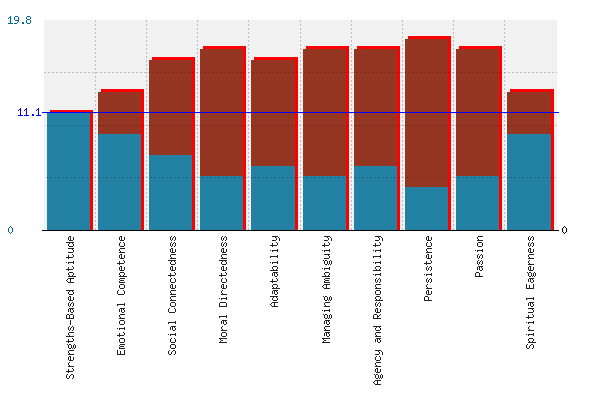 19.8
11.1
0
0
Strengths-Based Aptitude
Emotional Competence
Social Connectedness
Moral Directedness
Adaptability
Managing Ambiguity
Agency and Responsibility
Persistence
Passion
Spiritual Eagerness